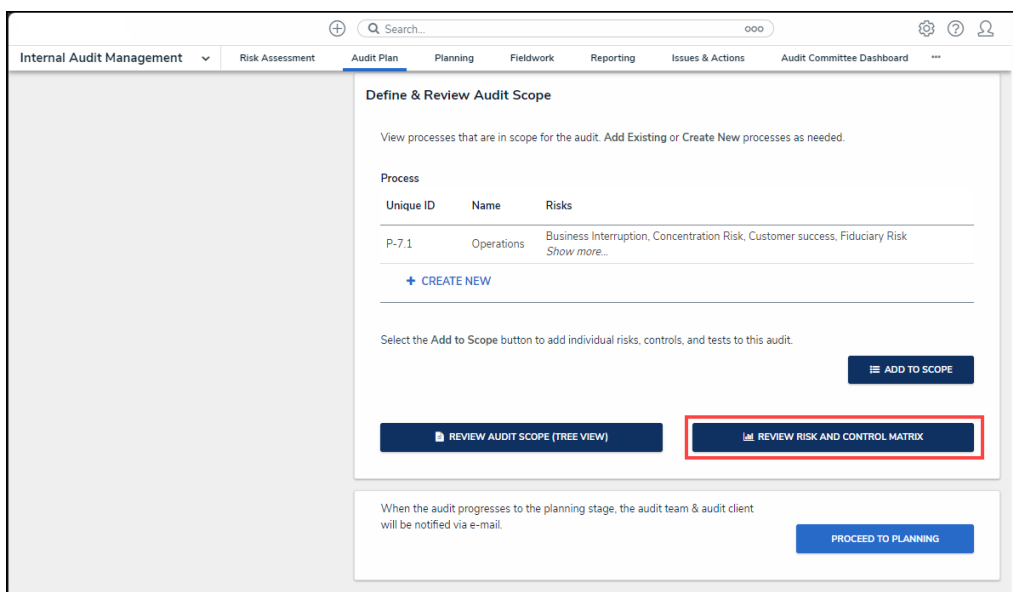 Search...
ooo
Internal Audit Management
Risk Assessment
Audit Plan
Planning
Fieldwork
Reporting
Issues & Actions
Audit Committee Dashboard
Define & Review Audit Scope
View processes that are in scope for the audit. Add Existing or Create New processes as needed.
Process
Unique ID Name Risks
P-7.1 Operations Business Interruption, Concentration Risk, Customer success, Fiduciary Risk
Show more...
+ CREATE NEW
Select the Add to Scope button to add individual risks, controls, and tests to this audit.
ADD TO SCOPE
REVIEW AUDIT SCOPE (TREE VIEW)
REVIEW RISK AND CONTROL MATRIX
When the audit progresses to the planning stage, the audit team & audit client
will be notified via e-mail.
PROCEED TO PLANNING